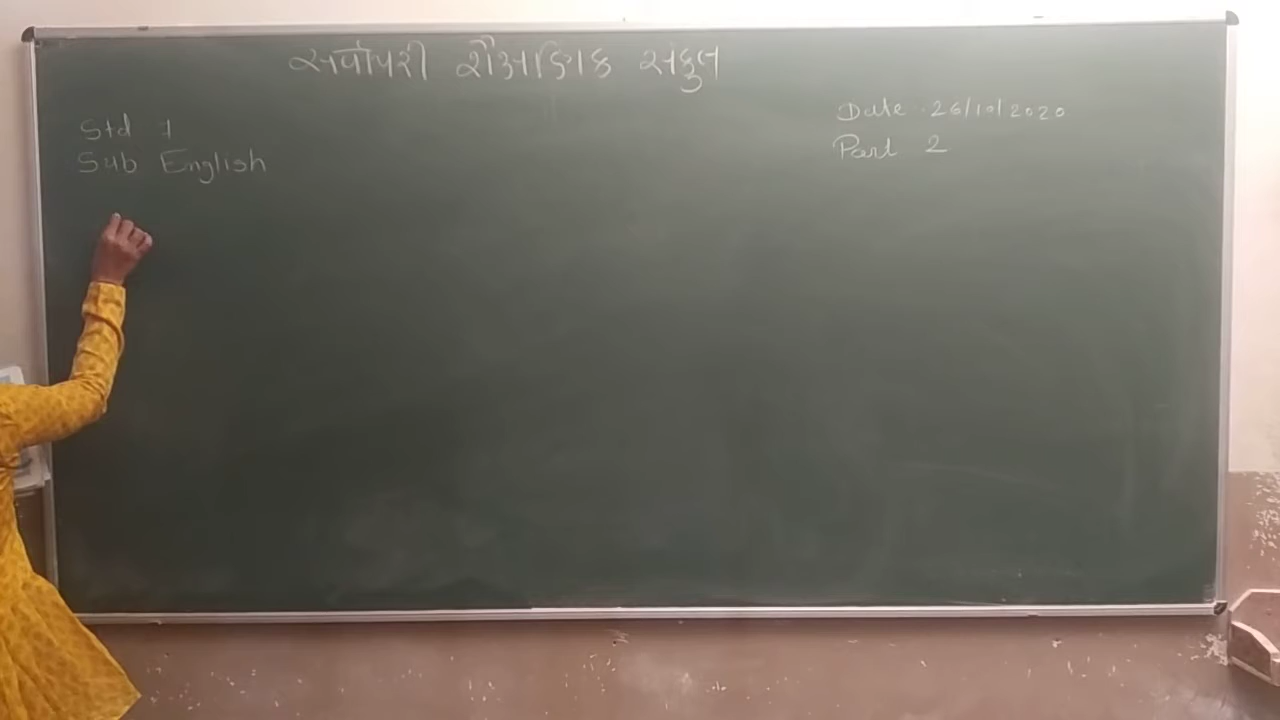 સર્વોપરી શૈક્ષણિક સંકુલ
Std 1
Sub English
Date . 26/10/2020
Part 2